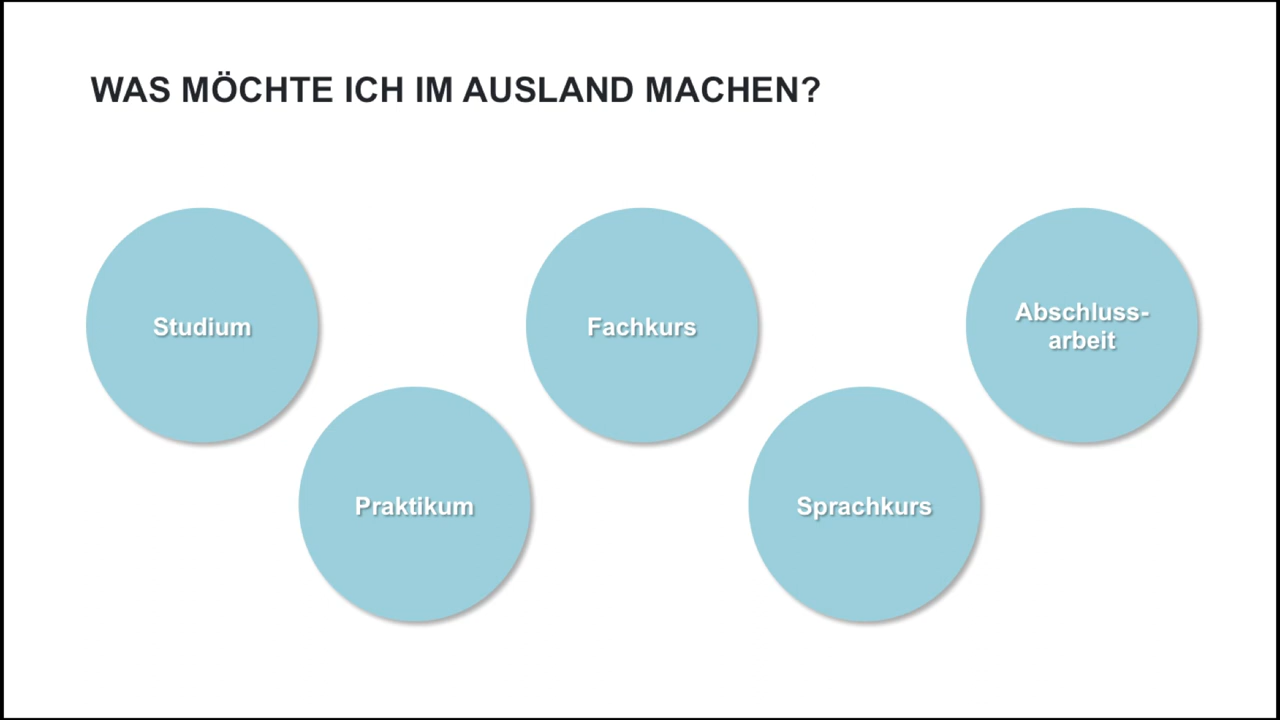 WAS MÖCHTE ICH IM AUSLAND MACHEN?
Studium
Praktikum
Fachkurs
Sprachkurs
Abschluss-
arbeit